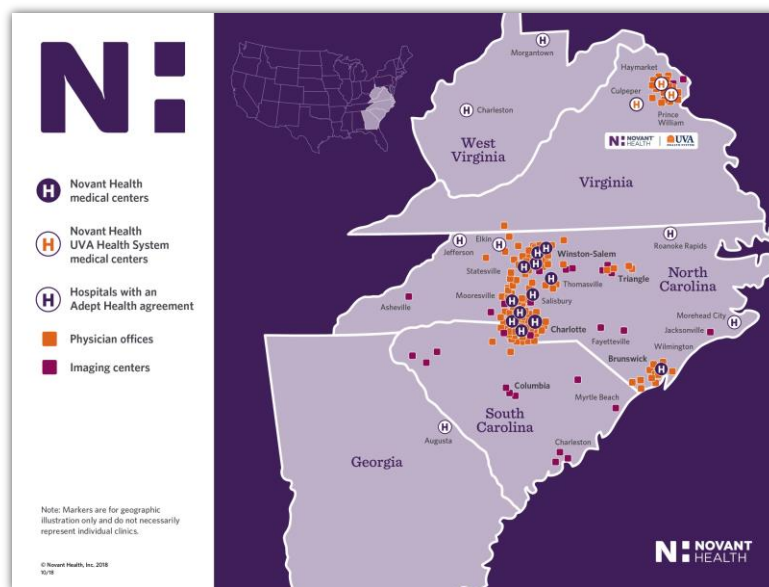 N
Novant Health
medical centers
Novant Health
UVA Health System
medical centers
Hospitals with an
Adept Health agreement
Physician offices
Imaging centers
Note: Markers are for geographic
illustration only and do not necessarily
represent individual clinics.
© Novant Health, Inc. 2018
10/18
Morgantown
Charleston
West
Virginia
Haymarket
Culpeper
Prince
William
N NOVANT
HEALTH
UVA
HEALTH SYSTEM
Virginia
Jefferson
Elkin
Winston-Salem
Roanoke Rapids
Statesville
Thomasville
Triangle
North
Carolina
Mooresville
Salisbury
Asheville
Charlotte
Morehead City
Jacksonville
Fayetteville
Wilmington
Brunswick
Columbia
Myrtle Beach
South
Carolina
Augusta
Charleston
Georgia
N NOVANT
HEALTH